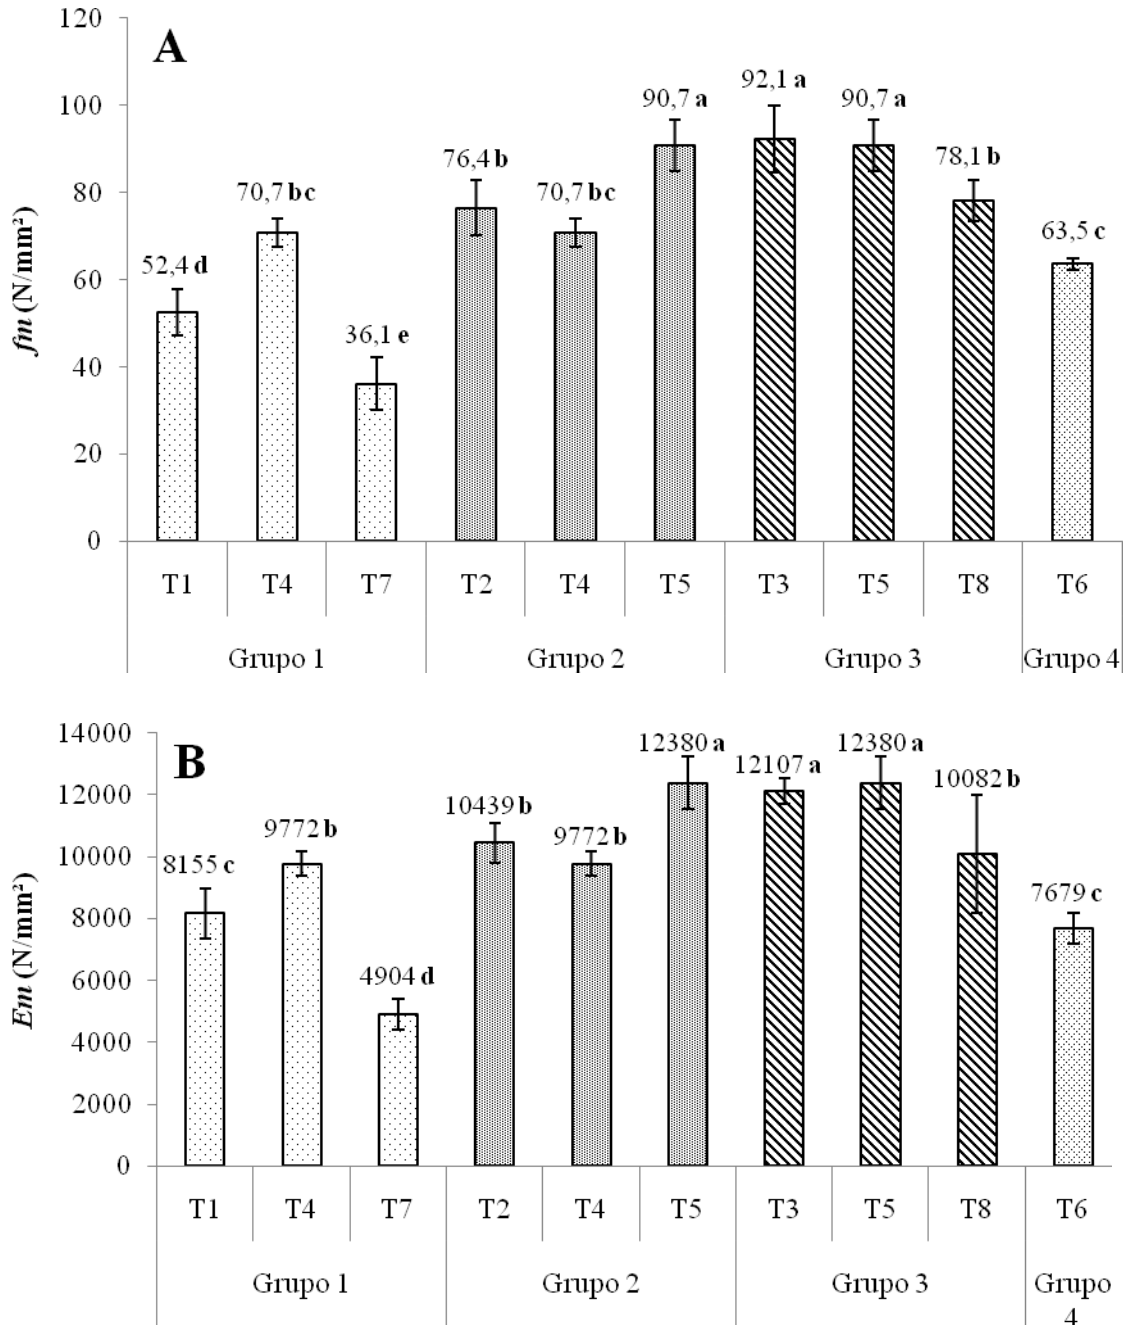 A
fm (N/mm²)
120
100
80
60
40
20
0
52,4 d
70,7 bc
36,1 e
76,4 b
70,7 bc
90,7 a
92,1 a
90,7 a
78,1 b
63,5 c
T1 T4 T7 T2 T4 T5 T3 T5 T8 T6
Grupo 1 Grupo 2 Grupo 3 Grupo 4
B
Em (N/mm²)
14000
12000
10000
8000
6000
4000
2000
0
8155 c
9772 b
4904 d
10439 b
9772 b
12380 a
12107 a
12380 a
10082 b
7679 c
T1 T4 T7 T2 T4 T5 T3 T5 T8 T6
Grupo 1 Grupo 2 Grupo 3 Grupo
4